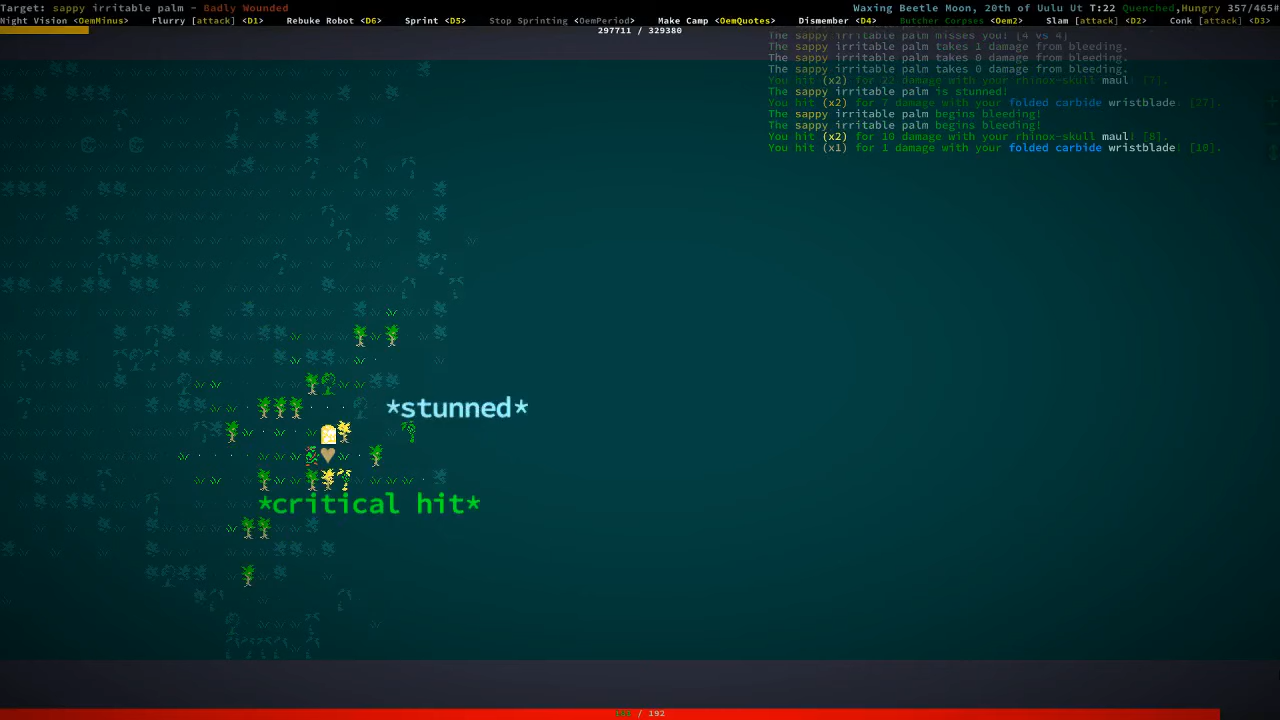 Target: sappy irritable palm - Badly Wounded
Waxing Beetle Moon, 20th of Uulu Ut T:22 Quenched,Hungry 357/465#
Night Vision <OemMinus> Flurry [attack] <D1> Rebuke Robot <D6> Sprint <D5> Stop Sprinting <OemPeriod> Make Camp <OemQuotes> Dismember <D4> Butcher Corpses <Oem2> Slam [attack] <D2> Conk [attack] <D3>
297711 / 329380
The sappy irritable palm misses you! [4 vs 4]
The sappy irritable palm takes 1 damage from bleeding.
The sappy irritable palm takes 0 damage from bleeding.
The sappy irritable palm takes 0 damage from bleeding.
You hit (x2) for 22 damage with your rhinox-skull maul! [7].
The sappy irritable palm is stunned!
You hit (x2) for 7 damage with your folded carbide wristblade! [27].
The sappy irritable palm begins bleeding!
The sappy irritable palm begins bleeding!
You hit (x2) for 10 damage with your rhinox-skull maul! [8].
You hit (x1) for 1 damage with your folded carbide wristblade! [10].
*stunned*
*critical hit*
/ 192